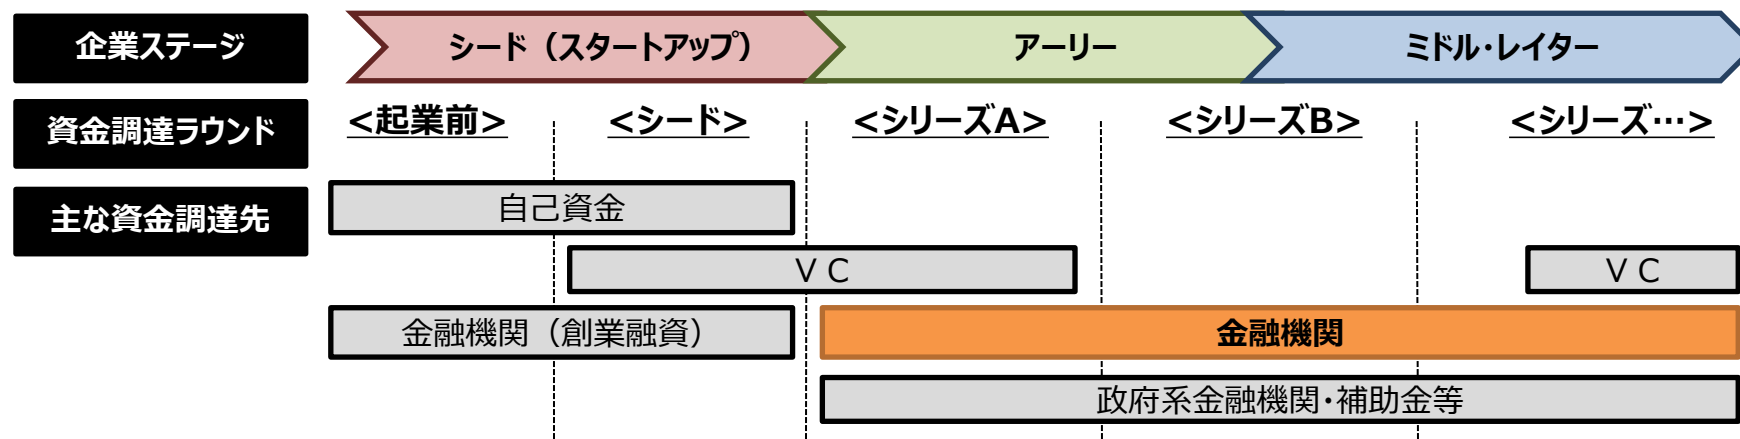 企業ステージ
シード（スタートアップ）
アーリー
ミドル・レイター
資金調達ラウンド
<起業前>
<シード>
<シリーズA>
<シリーズB>
<シリーズ…>
主な資金調達先
自己資金
ＶＣ
ＶＣ
金融機関（創業融資）
金融機関
政府系金融機関・補助金等